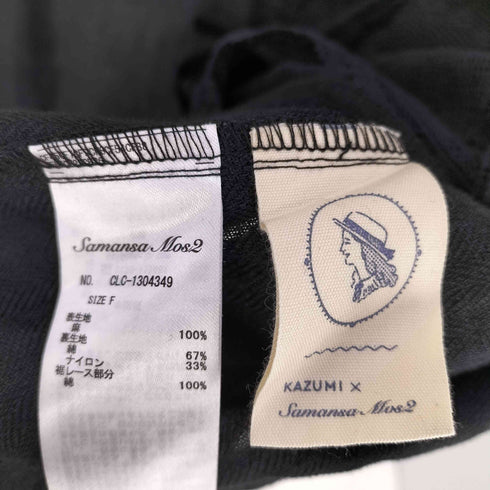 Samansa Mos2
NO. CLC-1304349
SIZE F
表生地
麻 100%
裏生地
綿 67%
ナイロン 33%
裾レース部分
綿 100%
KAZUMI ×
Samansa Mos2